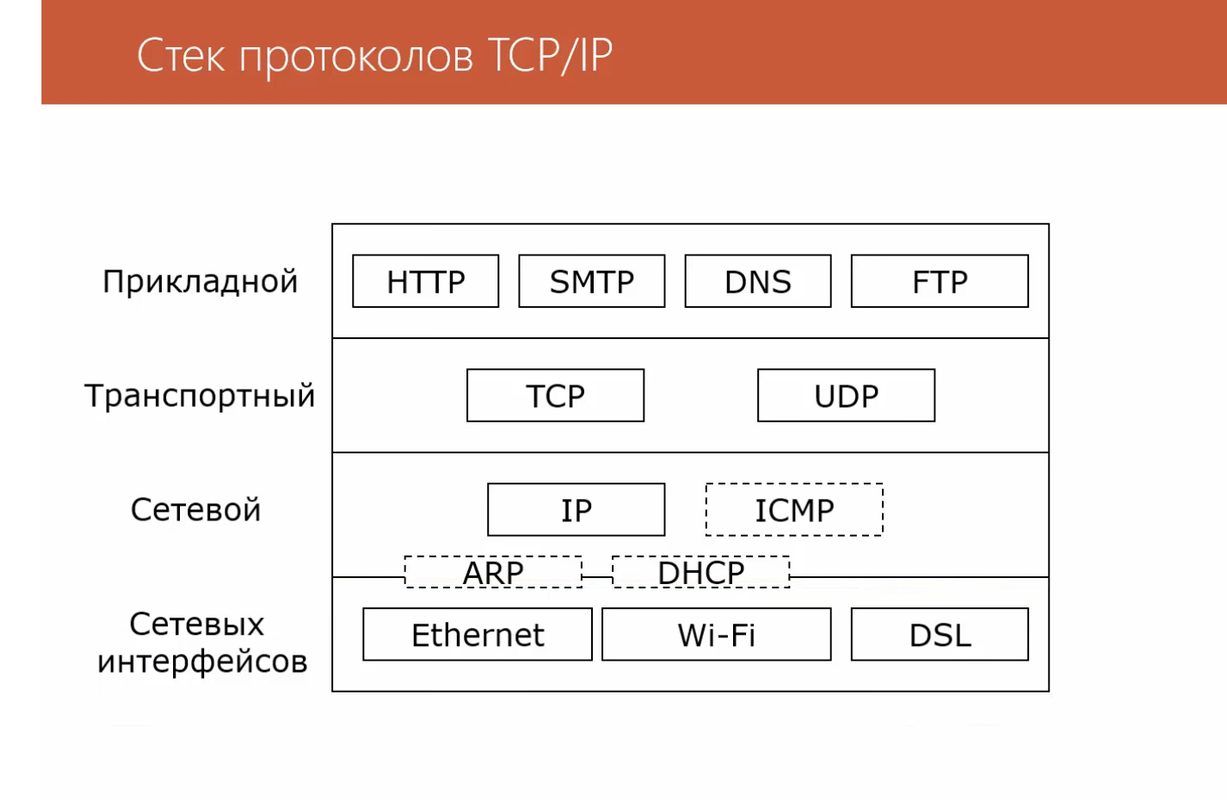 Стек протоколов TCP/IP
Прикладной HTTP SMTP DNS FTP
Транспортный TCP UDP
Сетевой IP ICMP
ARP DHCP
Сетевых
интерфейсов
Ethernet Wi-Fi DSL